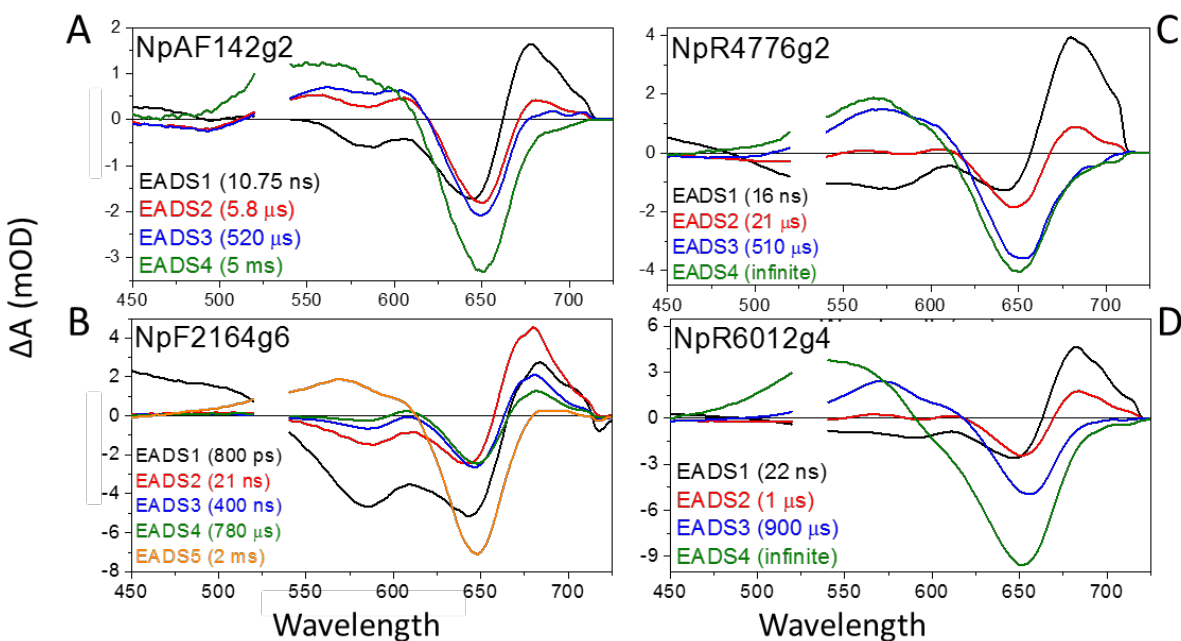 A
NpAF142g2
2
1
0
-1
-2
-3
EADS1 (10.75 ns)
EADS2 (5.8 μs)
EADS3 (520 μs)
EADS4 (5 ms)
450 500 550 600 650 700
C
NpR4776g2
4
2
0
-2
-4
EADS1 (16 ns)
EADS2 (21 μs)
EADS3 (510 μs)
EADS4 (infinite)
450 500 550 600 650 700
ΔA (mOD)
B
NpF2164g6
4
2
0
-2
-4
-6
-8
EADS1 (800 ps)
EADS2 (21 ns)
EADS3 (400 ns)
EADS4 (780 μs)
EADS5 (2 ms)
450 500 550 600 650 700
Wavelength
D
NpR6012g4
6
3
0
-3
-6
-9
EADS1 (22 ns)
EADS2 (1 μs)
EADS3 (900 μs)
EADS4 (infinite)
450 500 550 600 650 700
Wavelength